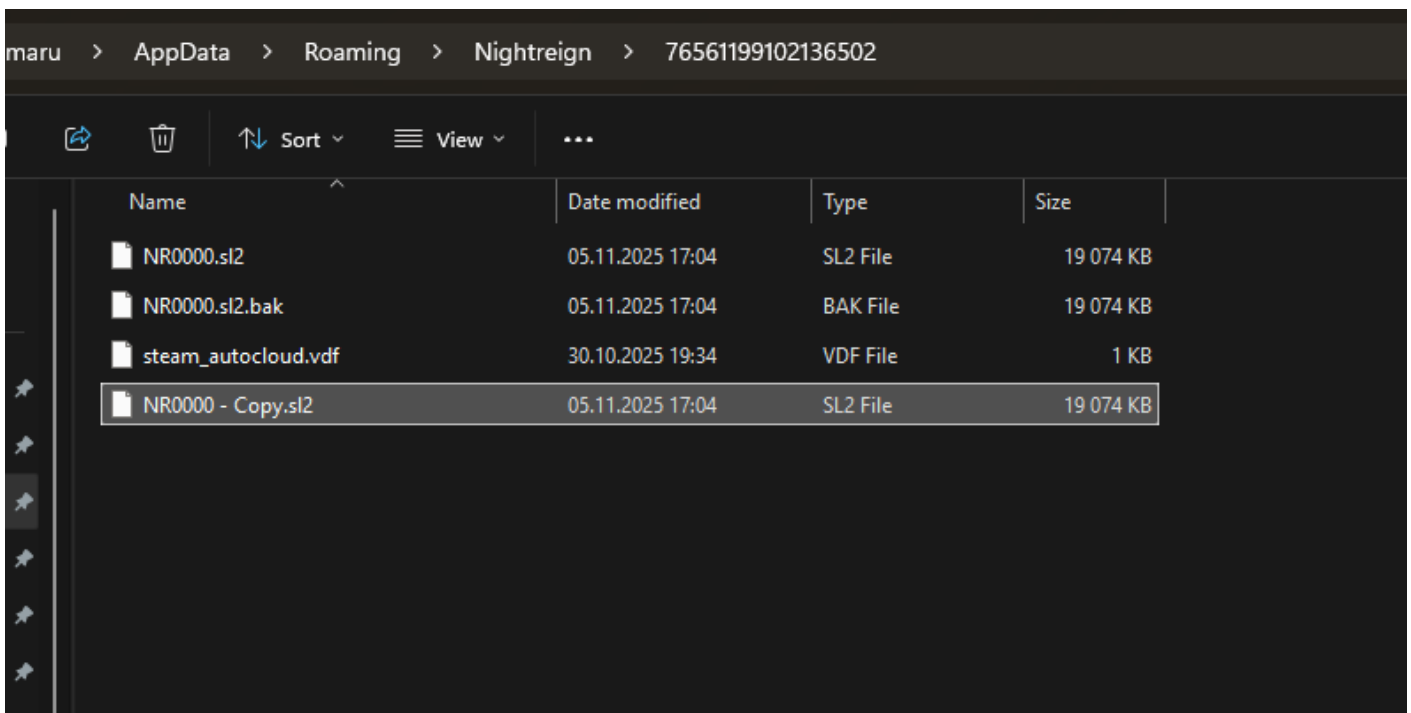 maru > AppData > Roaming > Nightreign > 76561199102136502
Sort View ...
Name Date modified Type Size
NR0000.sl2 05.11.2025 17:04 SL2 File 19 074 KB
NR0000.sl2.bak 05.11.2025 17:04 BAK File 19 074 KB
steam_autocloud.vdf 30.10.2025 19:34 VDF File 1 KB
NR0000 - Copy.sl2 05.11.2025 17:04 SL2 File 19 074 KB